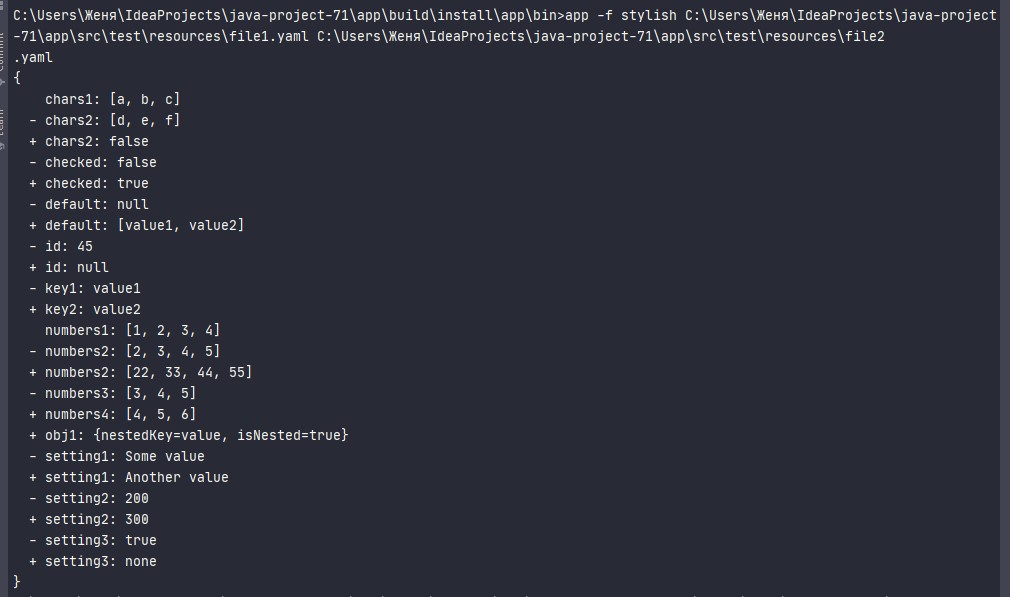 C:\Users\Женя\IdeaProjects\java-project-71\app\build\install\app\bin>app -f stylish C:\Users\Женя\IdeaProjects\java-project
-71\app\src\test\resources\file1.yaml C:\Users\Женя\IdeaProjects\java-project-71\app\src\test\resources\file2
.yaml
{
    chars1: [a, b, c]
  - chars2: [d, e, f]
  + chars2: false
  - checked: false
  + checked: true
  - default: null
  + default: [value1, value2]
  - id: 45
  + id: null
  - key1: value1
  + key2: value2
    numbers1: [1, 2, 3, 4]
  - numbers2: [2, 3, 4, 5]
  + numbers2: [22, 33, 44, 55]
  - numbers3: [3, 4, 5]
  + numbers4: [4, 5, 6]
  + obj1: {nestedKey=value, isNested=true}
  - setting1: Some value
  + setting1: Another value
  - setting2: 200
  + setting2: 300
  - setting3: true
  + setting3: none
}